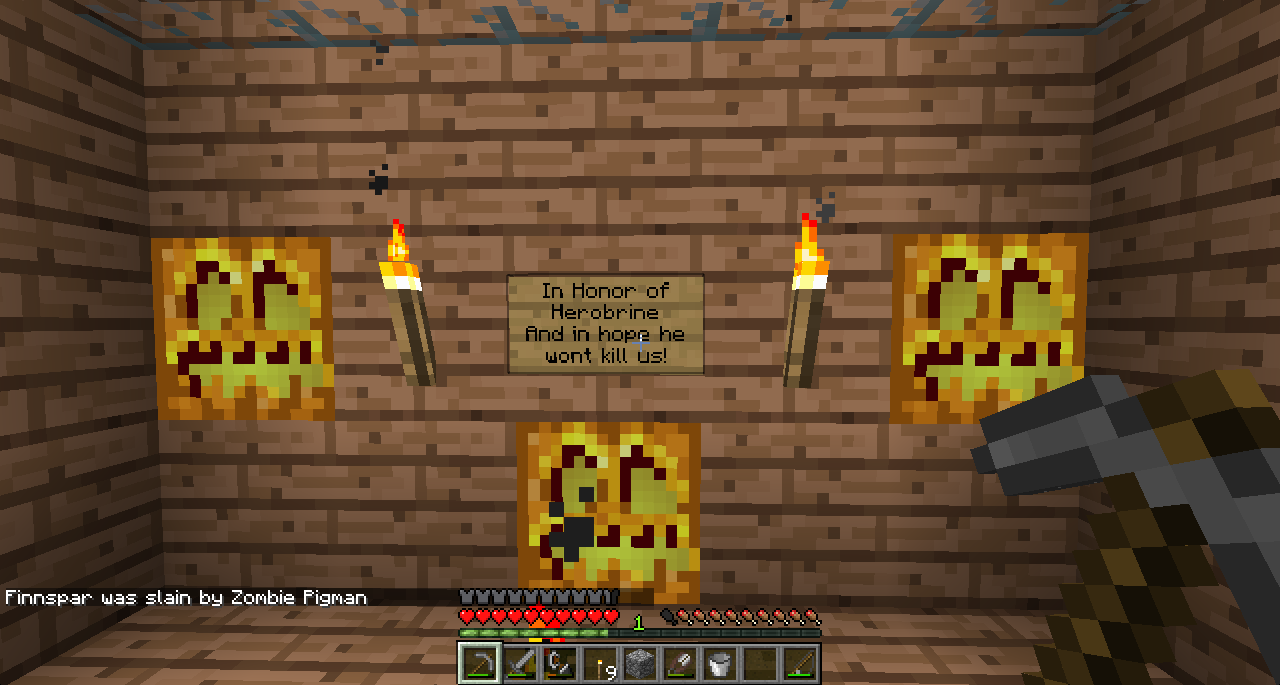 In Honor of
Herobrine
And in hope he
wont kill us!
Finnspar was slain by Zombie Pigman
1
9